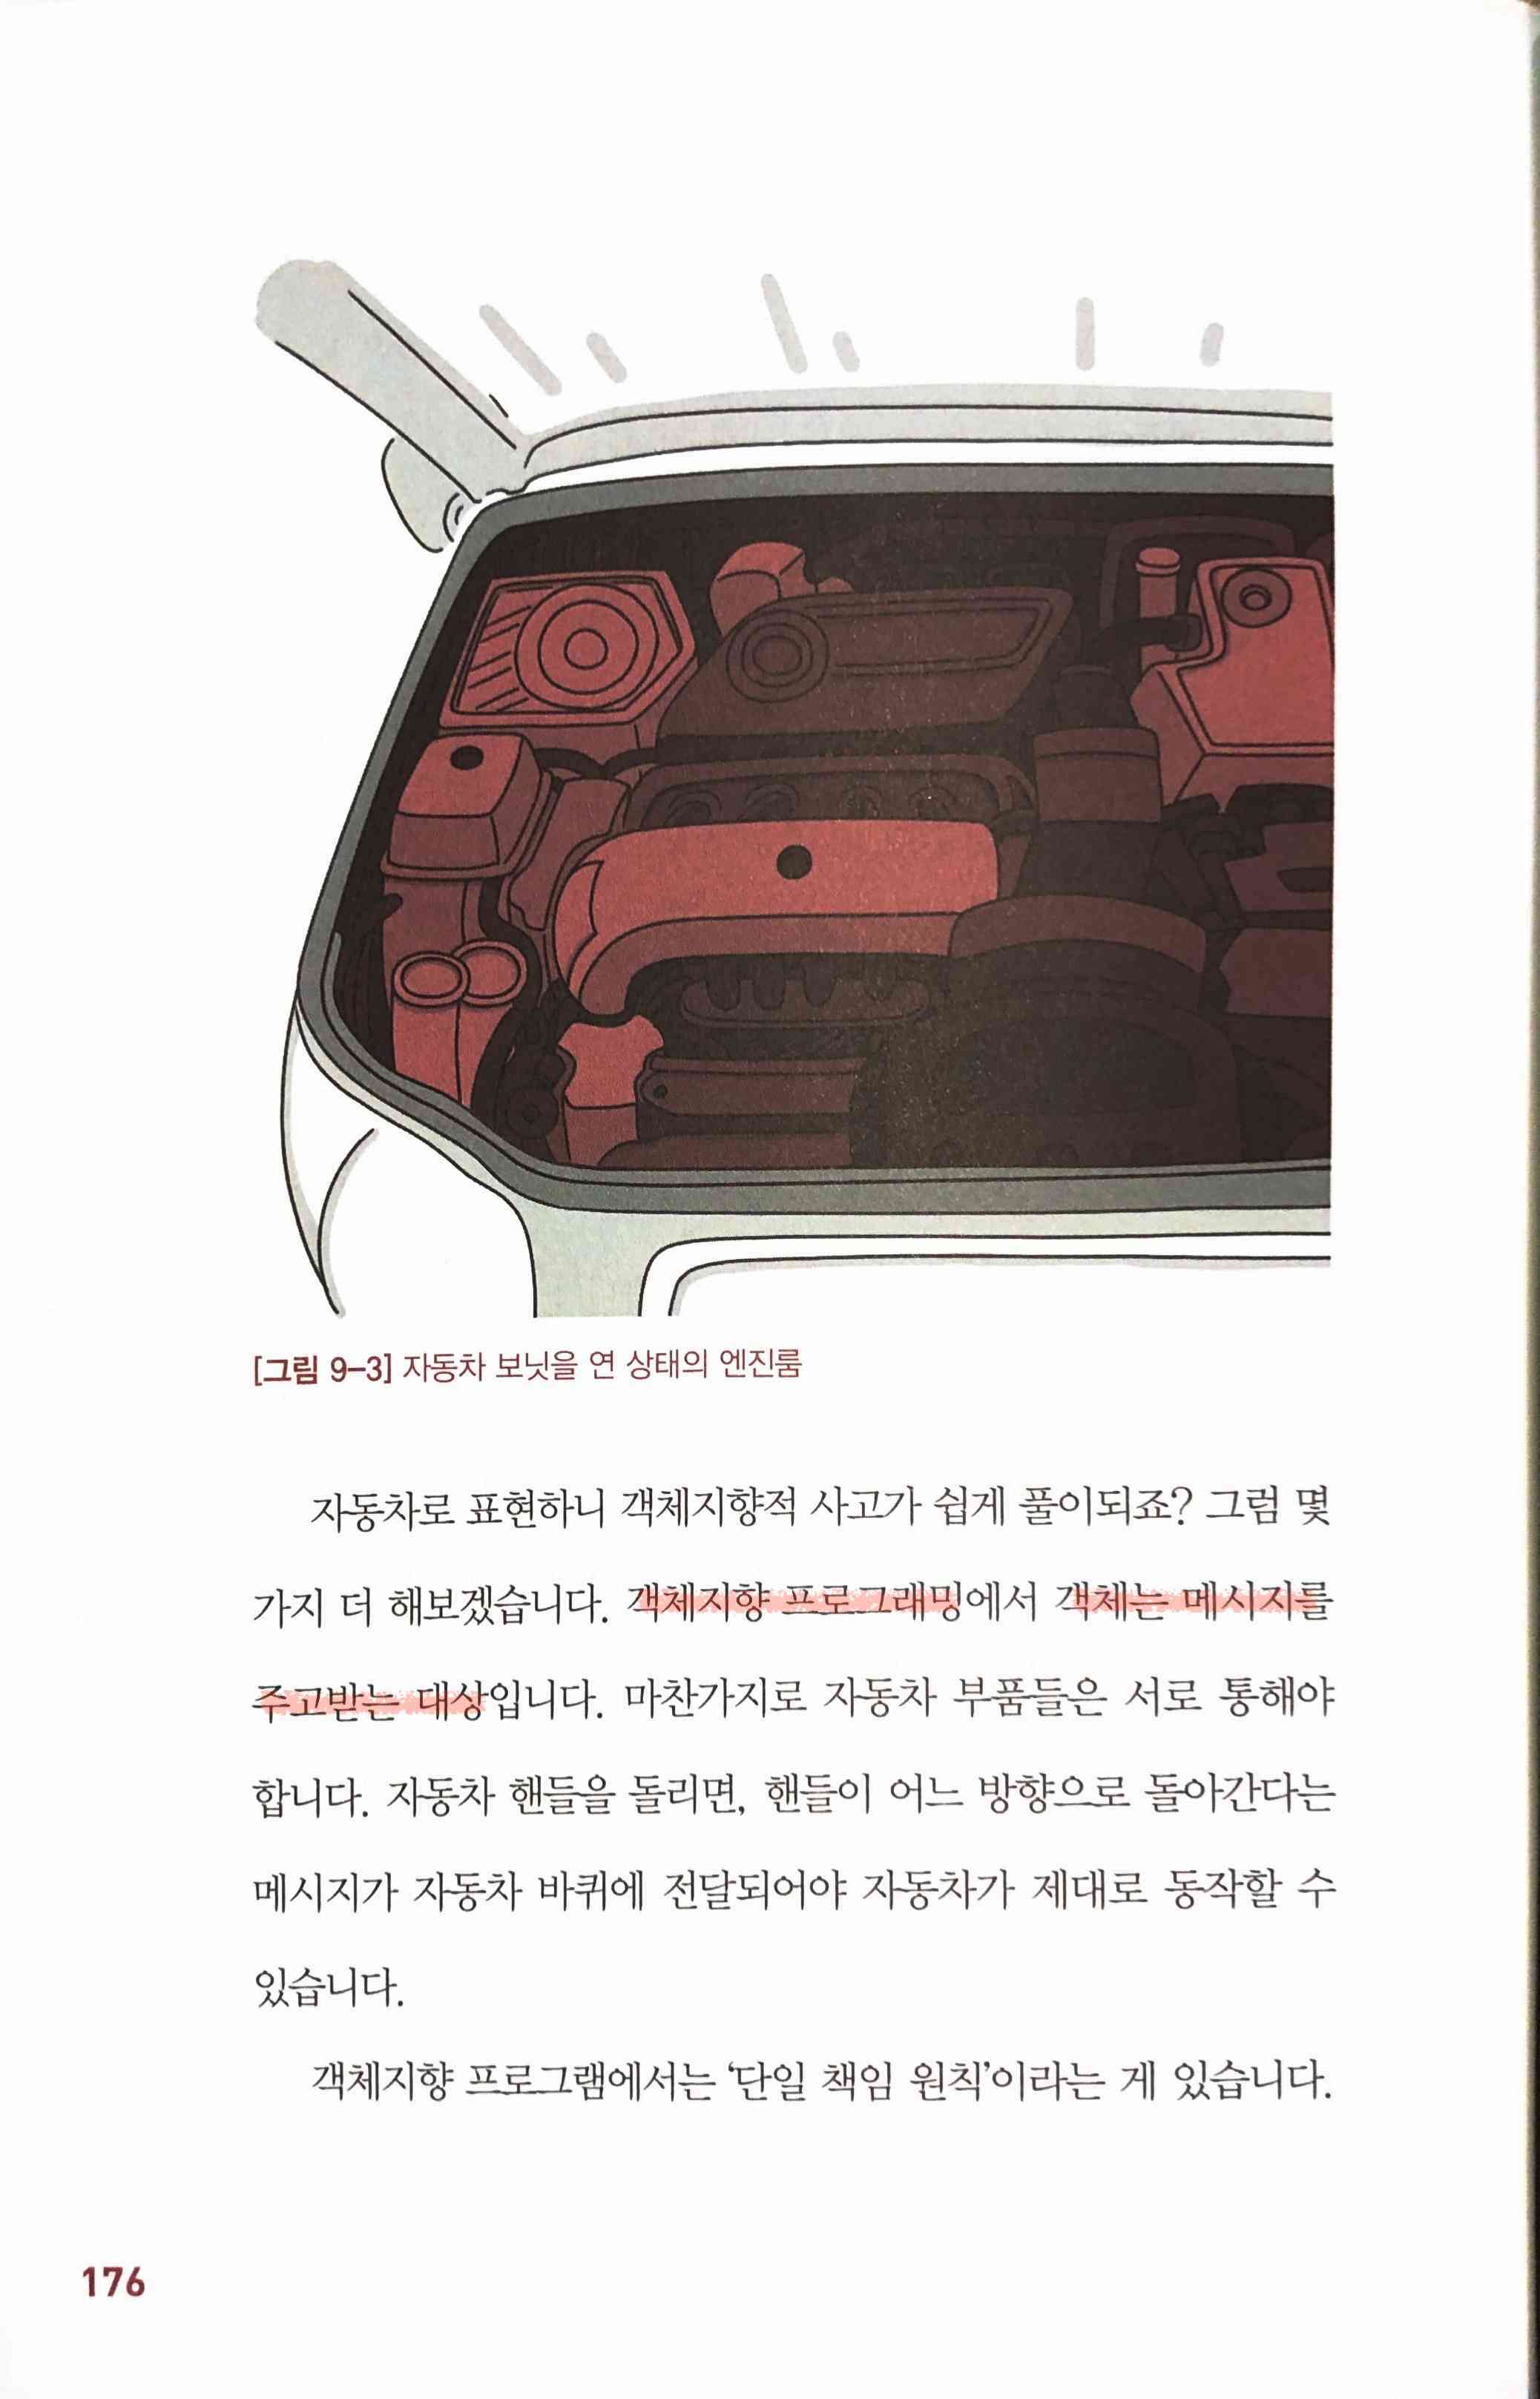 [그림 9-3] 자동차 보닛을 연 상태의 엔진룸
자동차로 표현하니 객체지향적 사고가 쉽게 풀이되죠? 그럼 몇
가지 더 해보겠습니다. 객체지향 프로그래밍에서 객체는 메시지를
주고받는 대상입니다. 마찬가지로 자동차 부품들은 서로 통해야
합니다. 자동차 핸들을 돌리면, 핸들이 어느 방향으로 돌아간다는
메시지가 자동차 바퀴에 전달되어야 자동차가 제대로 동작할 수
있습니다.
객체지향 프로그램에서는 ‘단일 책임 원칙’이라는 게 있습니다.
176